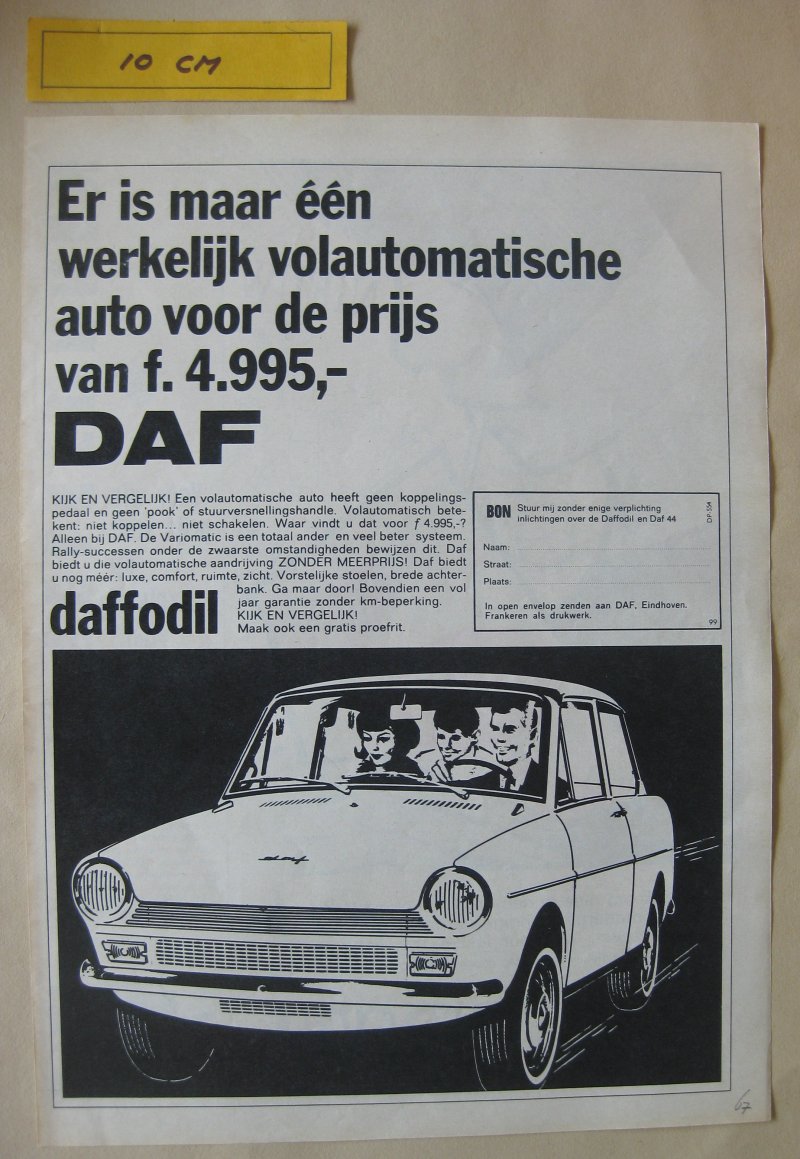 10 CM
Er is maar één
werkelijk volautomatische
auto voor de prijs
van f. 4.995,-
DAF
KIJK EN VERGELIJK! Een volautomatische auto heeft geen koppelings-
pedaal en geen 'pook' of stuurversnellingshandle. Volautomatisch bete-
kent: niet koppelen... niet schakelen. Waar vindt u dat voor ƒ 4.995,-?
Alleen bij DAF. De Variomatic is een totaal ander en veel beter systeem.
Rally-successen onder de zwaarste omstandigheden bewijzen dit. Daf
biedt u die volautomatische aandrijving ZONDER MEERPRIJS! Daf biedt
u nog méér: luxe, comfort, ruimte, zicht. Vorstelijke stoelen, brede achter-
bank. Ga maar door! Bovendien een vol
jaar garantie zonder km-beperking.
KIJK EN VERGELIJK!
Maak ook een gratis proefrit.
daffodil
BON Stuur mij zonder enige verplichting
inlichtingen over de Daffodil en Daf 44
DP-554
Naam:
Straat:
Plaats:
In open envelop zenden aan DAF, Eindhoven.
Frankeren als drukwerk.
99
daf
67